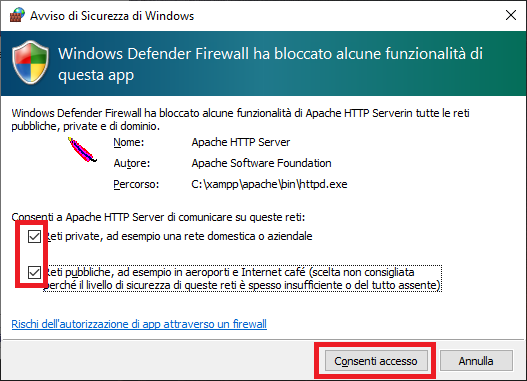 Avviso di Sicurezza di Windows
Windows Defender Firewall ha bloccato alcune funzionalità di
questa app
Windows Defender Firewall ha bloccato alcune funzionalità di Apache HTTP Serverin tutte le reti
pubbliche, private e di dominio.
Nome: Apache HTTP Server
Autore: Apache Software Foundation
Percorso: C:\xampp\apache\bin\httpd.exe
Consenti a Apache HTTP Server di comunicare su queste reti:
Reti private, ad esempio una rete domestica o aziendale
Reti pubbliche, ad esempio in aeroporti e Internet café (scelta non consigliata
perché il livello di sicurezza di queste reti è spesso insufficiente o del tutto assente)
Rischi dell'autorizzazione di app attraverso un firewall
Consenti accesso
Annulla